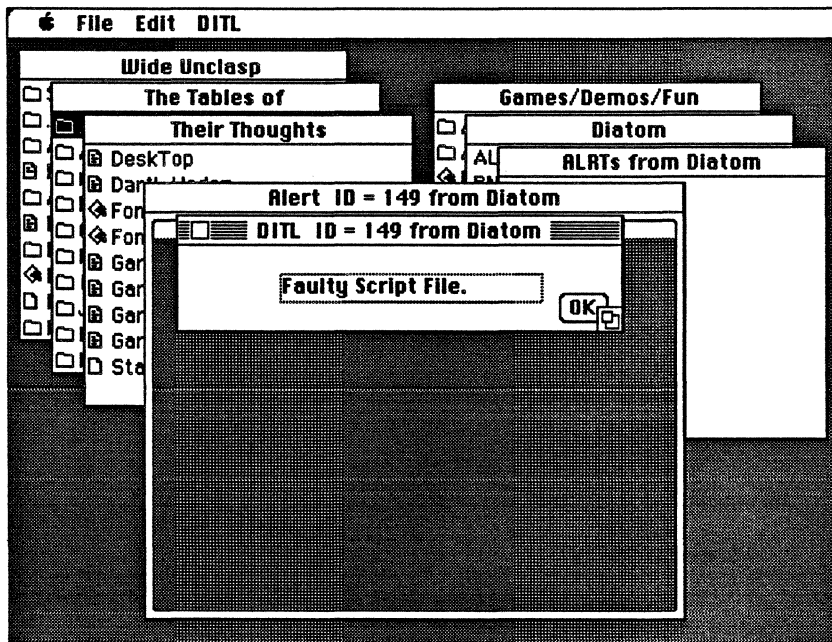 File Edit DITL
Wide Unclasp
The Tables of
Their Thoughts
DeskTop
Fon
Fon
Gar
Gar
Gar
Gar
Sta
Games/Demos/Fun
Diatom
AL
ALRTs from Diatom
Alert ID = 149 from Diatom
DITL ID = 149 from Diatom
Faulty Script File.
OK